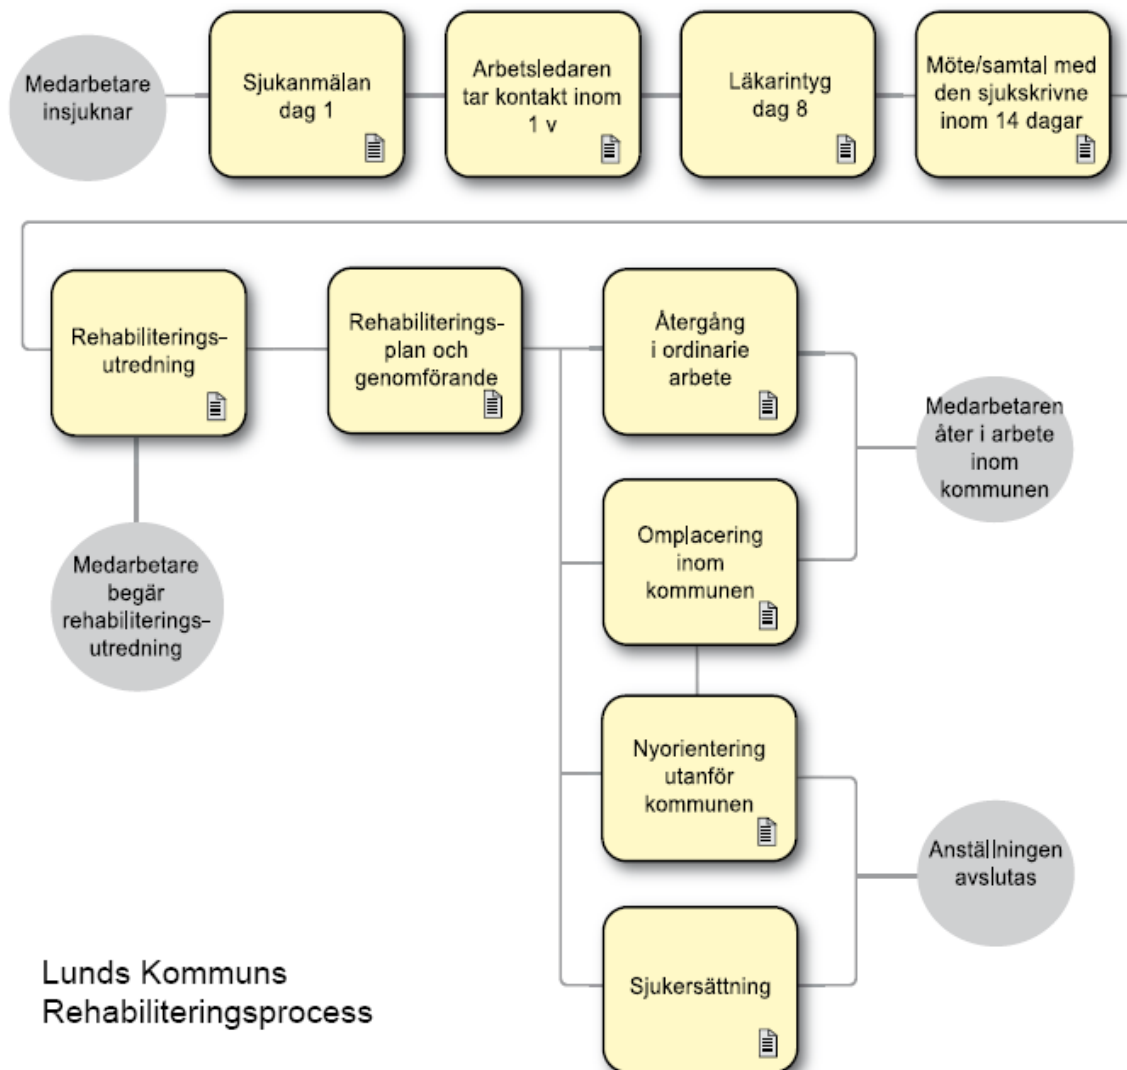 Medarbetare
insjuknar
Sjukanmälan
dag 1
Arbetsledaren
tar kontakt inom
1 v
Läkarintyg
dag 8
Möte/samtal med
den sjukskrivne
inom 14 dagar
Rehabiliterings-
utredning
Rehabiliterings-
plan och
genomförande
Återgång
i ordinarie
arbete
Medarbetaren
åter i arbete
inom
kommunen
Omplacering
inom
kommunen
Medarbetare
begär
rehabiliterings-
utredning
Nyorientering
utanför
kommunen
Anställningen
avslutas
Sjukersättning
Lunds Kommuns
Rehabiliteringsprocess